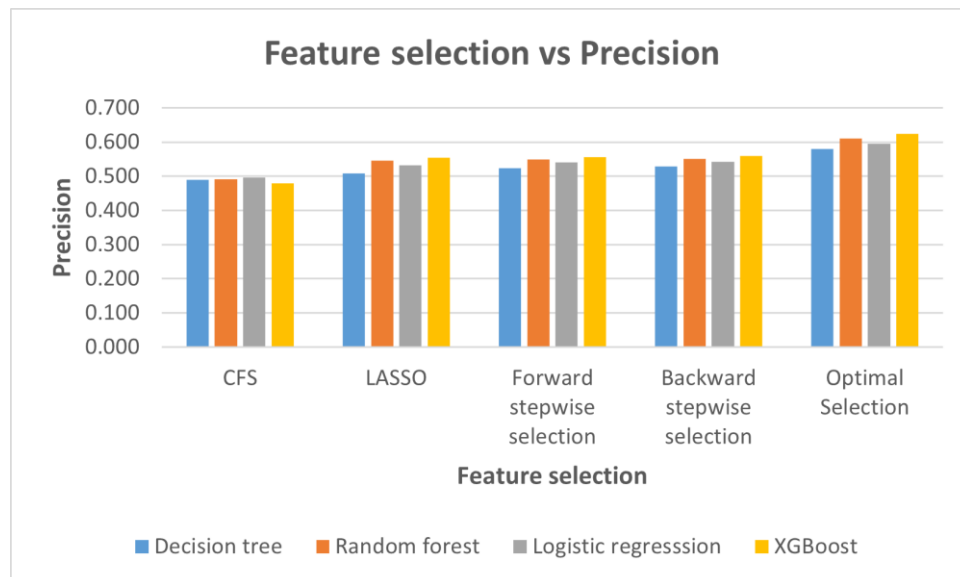 Feature selection vs Precision
0.700
0.600
0.500
0.400
0.300
0.200
0.100
0.000
Precision
CFS
LASSO
Forward
stepwise
selection
Backward
stepwise
selection
Optimal
Selection
Feature selection
Decision tree
Random forest
Logistic regresssion
XGBoost